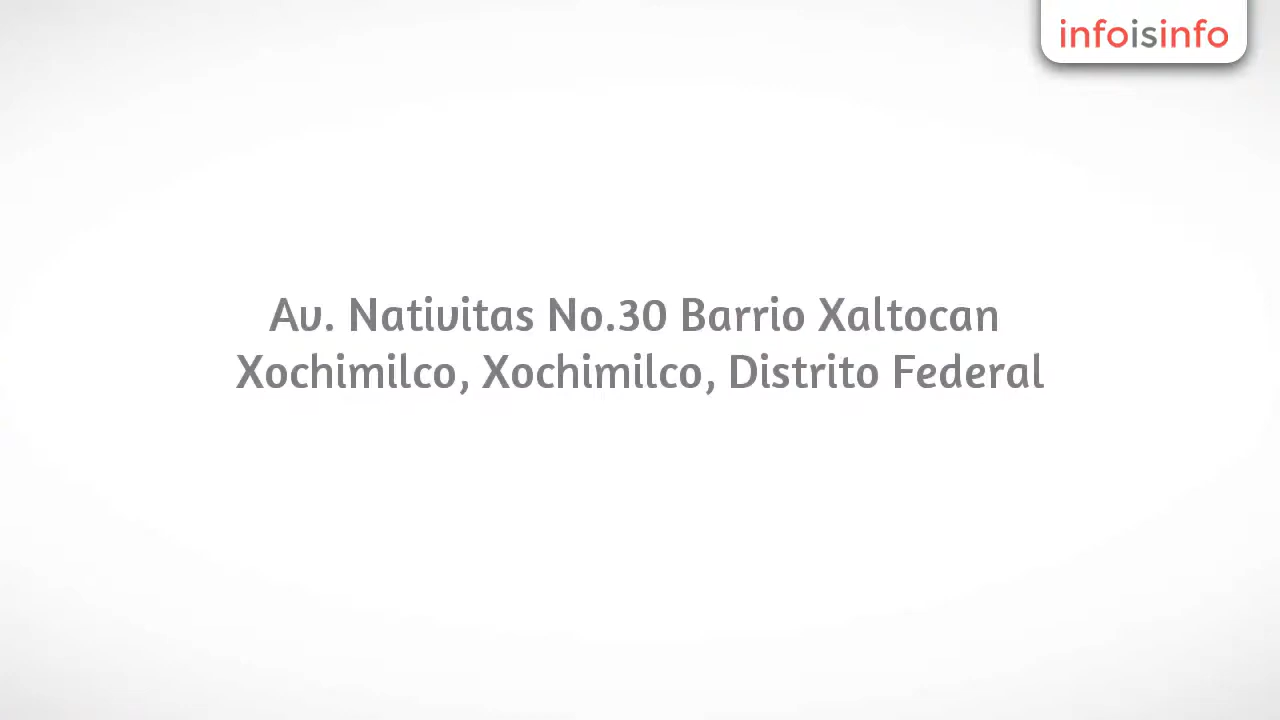 infoisinfo
Av. Nativitas No.30 Barrio Xaltocan
Xochimilco, Xochimilco, Distrito Federal